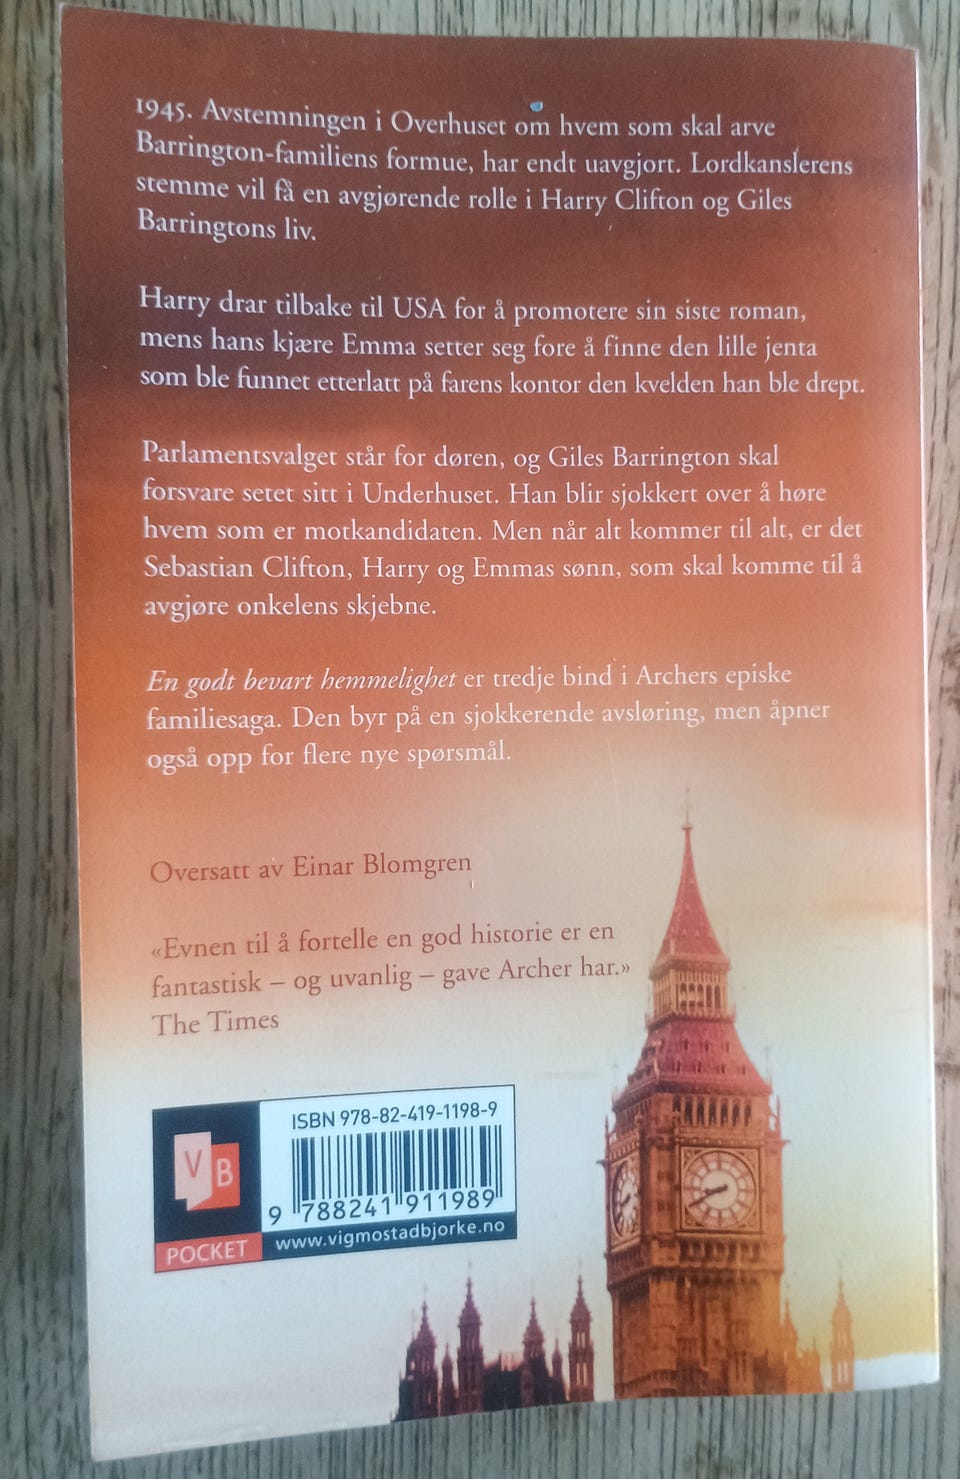 1945. Avstemningen i Overhuset om hvem som skal arve
Barrington-familiens formue, har endt uavgjort. Lordkanslerens
stemme vil få en avgjørende rolle i Harry Clifton og Giles
Barringtons liv.
Harry drar tilbake til USA for å promotere sin siste roman,
mens hans kjære Emma setter seg fore å finne den lille jenta
som ble funnet etterlatt på farens kontor den kvelden han ble drept.
Parlamentsvalget står for døren, og Giles Barrington skal
forsvare setet sitt i Underhuset. Han blir sjokkert over å høre
hvem som er motkandidaten. Men når alt kommer til alt, er det
Sebastian Clifton, Harry og Emmas sønn, som skal komme til å
avgjøre onkelens skjebne.
En godt bevart hemmelighet er tredje bind i Archers episke
familiesaga. Den byr på en sjokkerende avsløring, men åpner
også opp for flere nye spørsmål.
Oversatt av Einar Blomgren
«Evnen til å fortelle en god historie er en
fantastisk – og uvanlig – gave Archer har.»
The Times
ISBN 978-82-419-1198-9
VB
9 788241 911989
POCKET
www.vigmostadbjorke.no